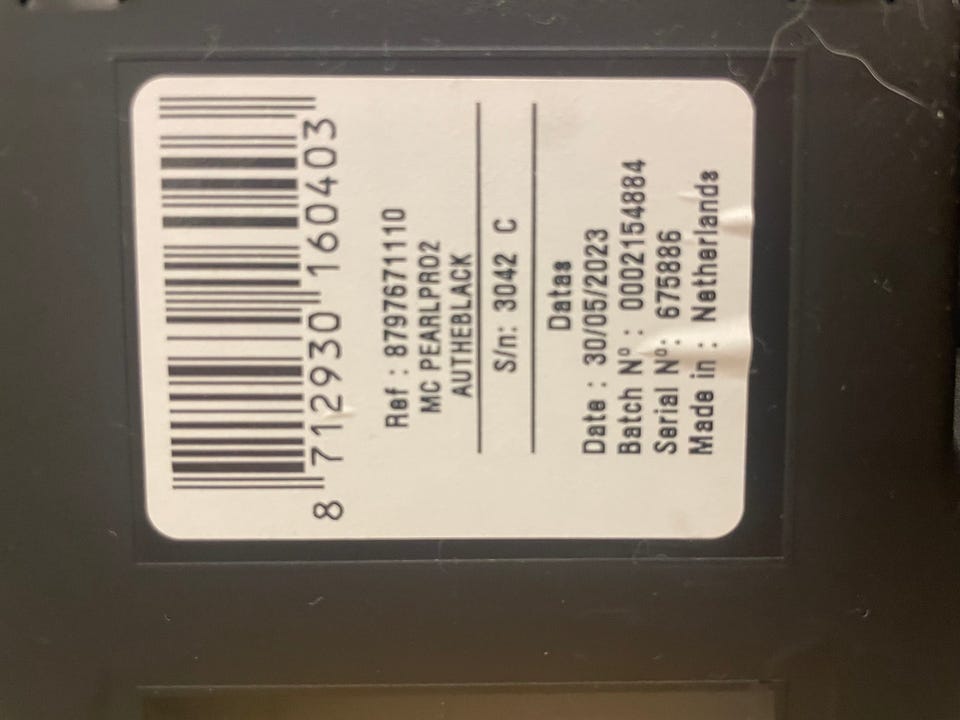 8 712930 160403
Ref : 8797671110
MC PEARLPRO2
AUTHEBLACK
S/n: 3042 C
Datas
Date : 30/05/2023
Batch N° : 0002154884
Serial N°: 675886
Made in : Netherlands